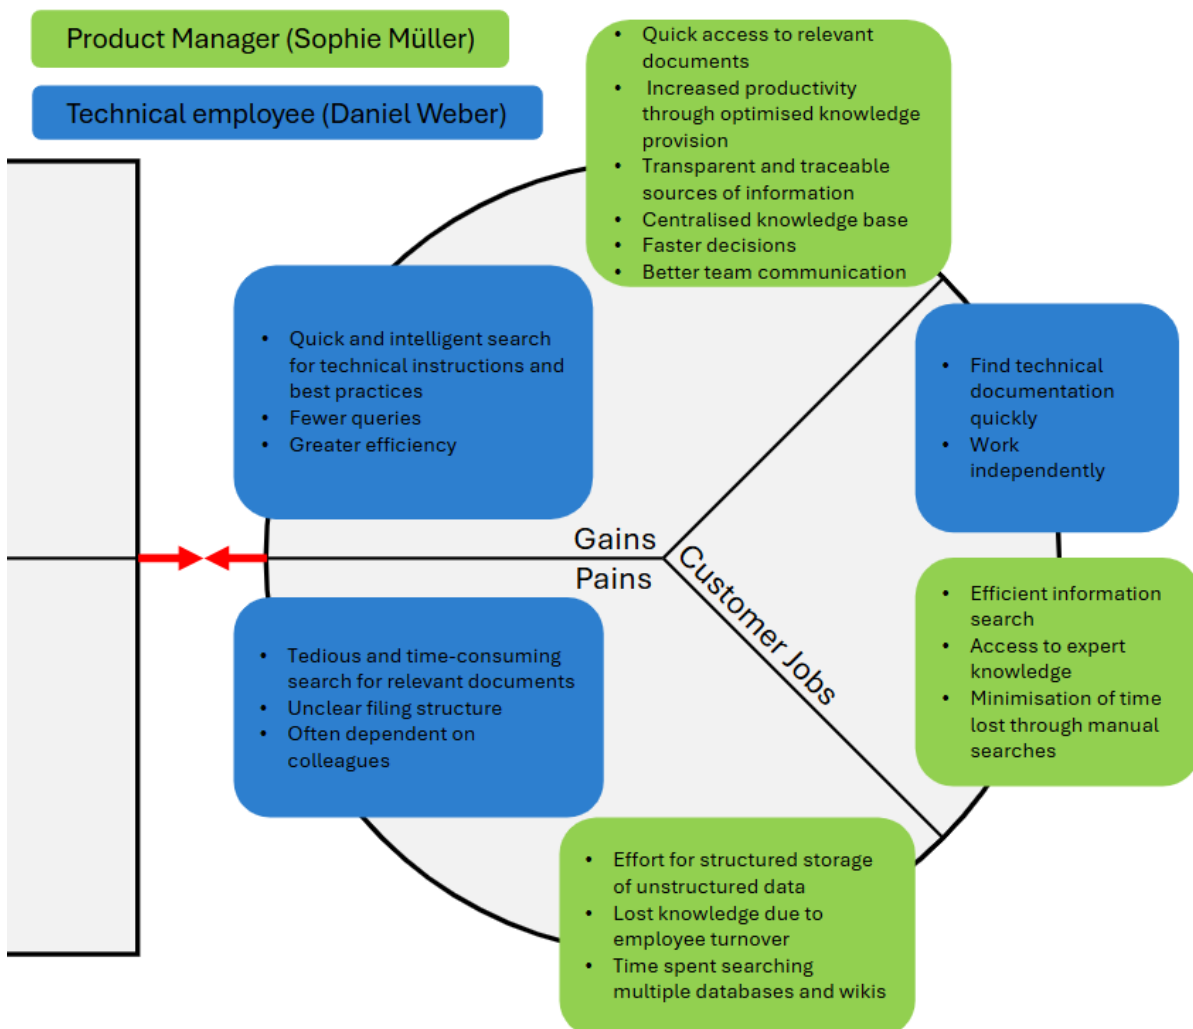 Product Manager (Sophie Müller)
Technical employee (Daniel Weber)
• Quick access to relevant
documents
• Increased productivity
through optimised knowledge
provision
• Transparent and traceable
sources of information
• Centralised knowledge base
• Faster decisions
• Better team communication
• Quick and intelligent search
for technical instructions and
best practices
• Fewer queries
• Greater efficiency
• Find technical
documentation
quickly
• Work
independently
Gains
Pains
Customer Jobs
• Efficient information
search
• Access to expert
knowledge
• Minimisation of time
lost through manual
searches
• Tedious and time-consuming
search for relevant documents
• Unclear filing structure
• Often dependent on
colleagues
• Effort for structured storage
of unstructured data
• Lost knowledge due to
employee turnover
• Time spent searching
multiple databases and wikis